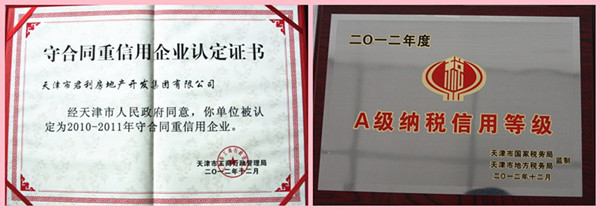 守合同重信用企业认定证书
天津市君利房地产开发集团有限公司
经天津市人民政府同意，你单位被认
定为2010-2011年守合同重信用企业。
天津市工商行政管理局
二〇一二年十二月
二〇一二年度
税
A级纳税信用等级
天津市国家税务局
天津市地方税务局
监制
二〇一二年十二月